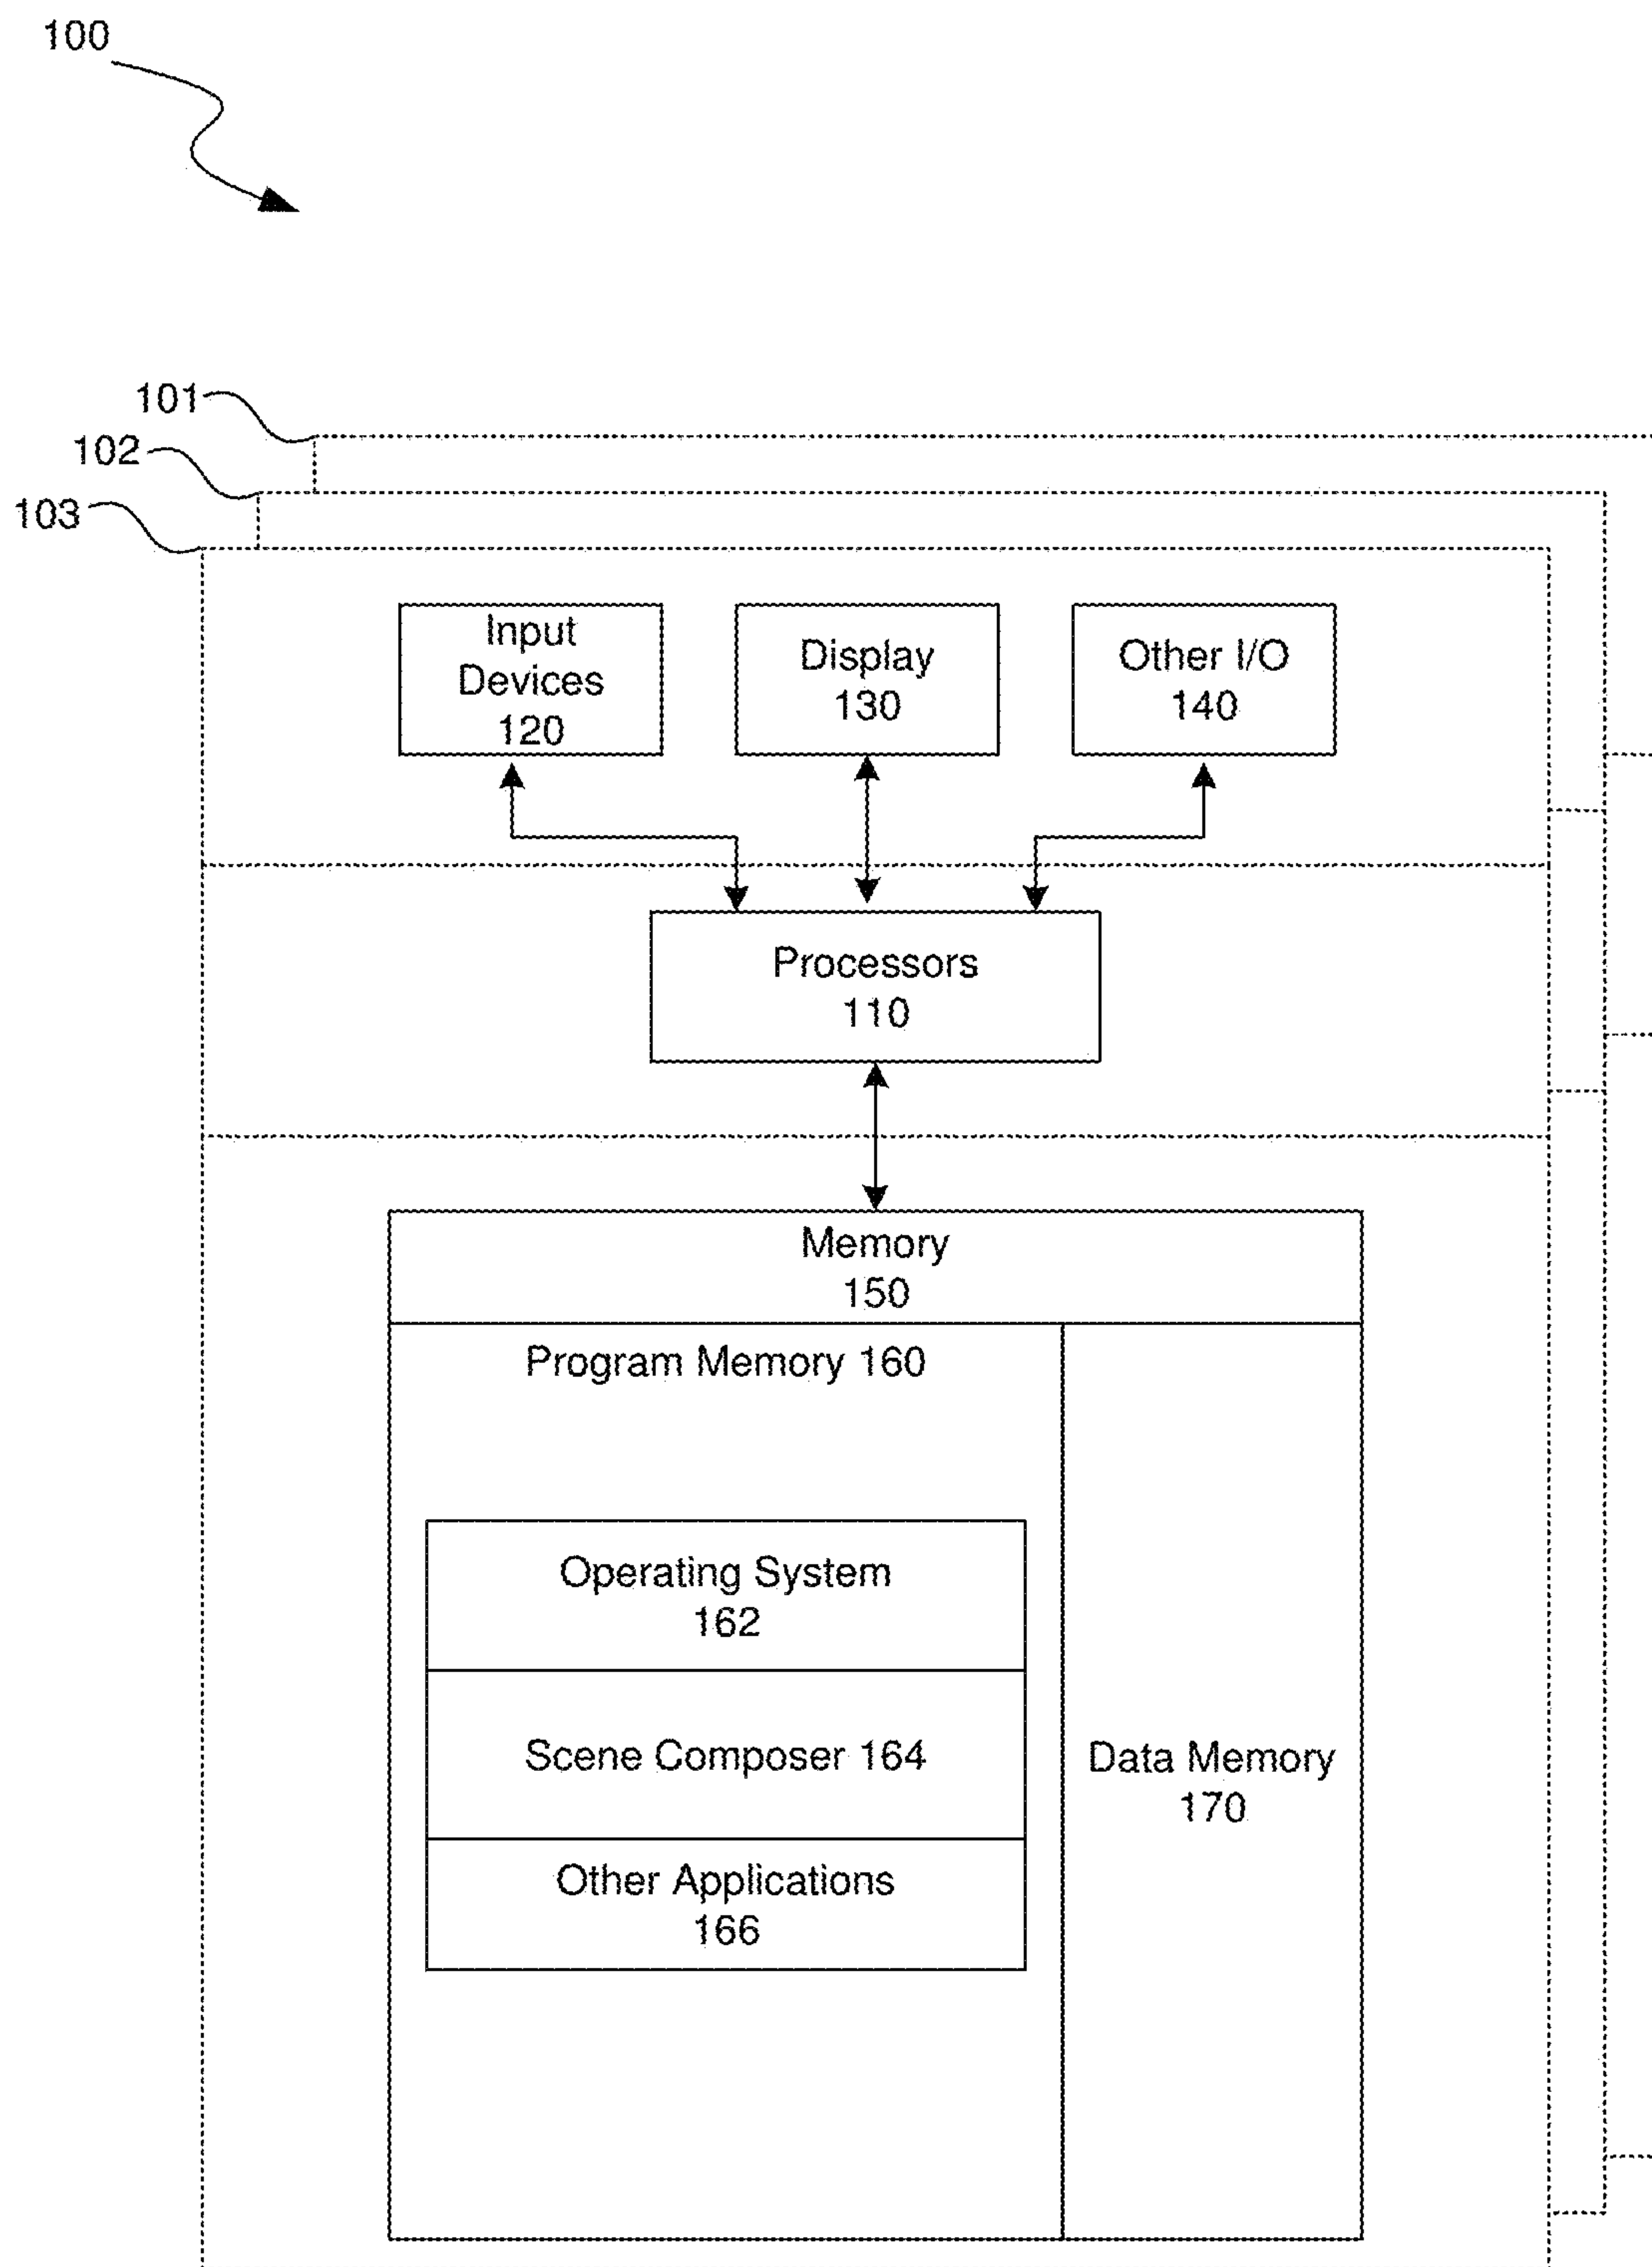 100
101
102
103
Input
Devices
120
Display
130
Other I/O
140
Processors
110
Memory
150
Program Memory 160
Operating System
162
Scene Composer 164
Other Applications
166
Data Memory
170